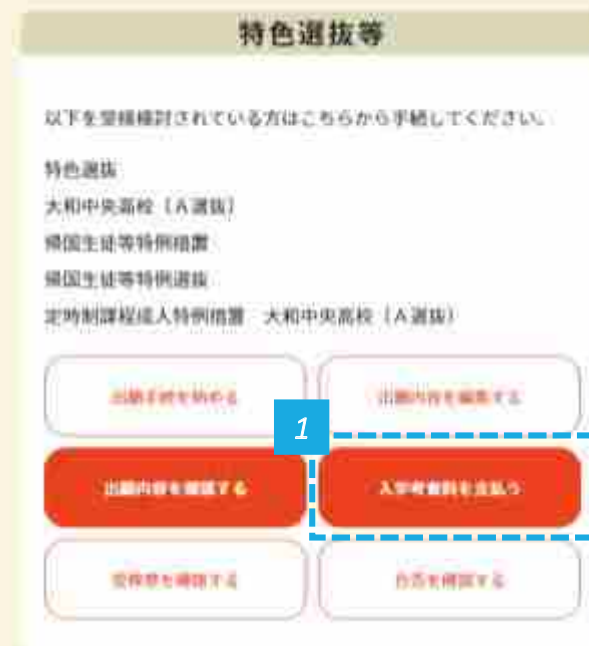 特色選抜等
以下を受検検討されている方はこちらから手続してください。
特色選抜
大和中央高校（A選抜）
帰国生徒等特例措置
帰国生徒等特例選抜
定時制課程成人特例措置　大和中央高校（A選抜）
出願手続を始める
出願内容を編集する
1
出願内容を確認する
入学考査料を支払う
受検票を確認する
合否を確認する